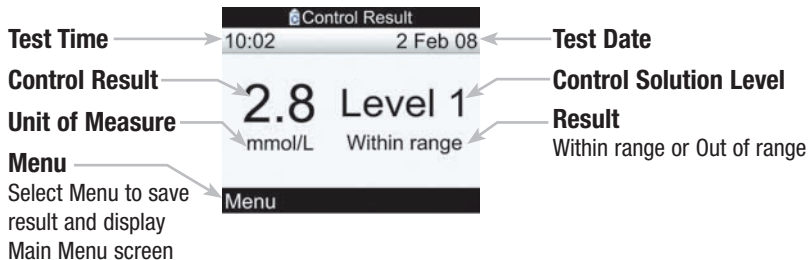 Control Result
Test Time
10:02 2 Feb 08
Test Date
Control Result
2.8 Level 1
Control Solution Level
Unit of Measure
mmol/L Within range
Result
Within range or Out of range
Menu
Select Menu to save
result and display
Main Menu screen
Menu